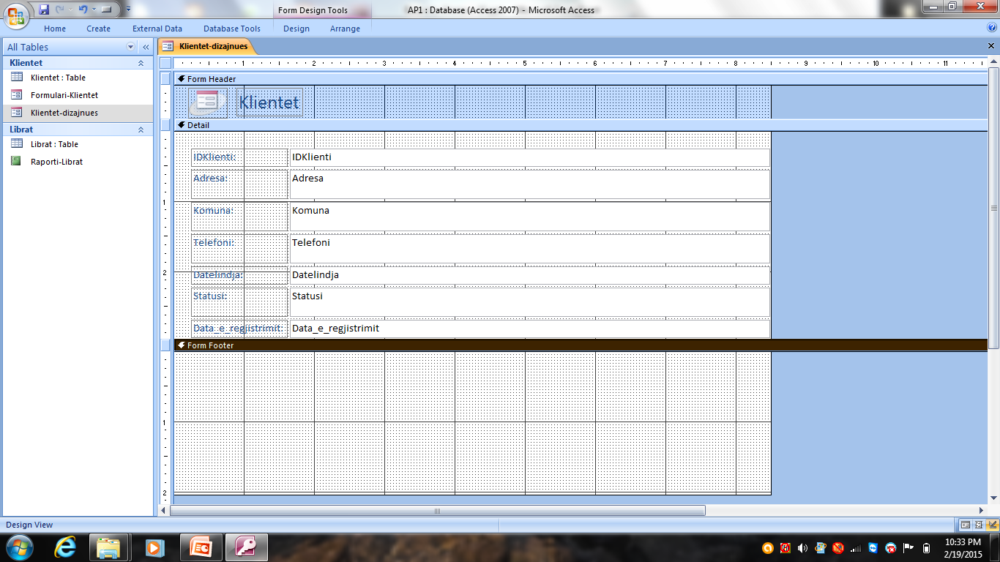 Form Design Tools
AP1 : Database (Access 2007) - Microsoft Access
Home Create External Data Database Tools Design Arrange
All Tables
Klientet
Klientet : Table
Formulari-Klientet
Klientet-dizajnues
Librat
Librat : Table
Raporti-Librat
Klientet-dizajnues
1 2 3 4 5 6 7 8 9 10 11
Form Header
Klientet
Detail
IDKlienti: IDKlienti
Adresa: Adresa
1
Komuna: Komuna
Telefoni: Telefoni
2
Datelindja: Datelindja
Statusi: Statusi
Data_e_regjistrimit: Data_e_regjistrimit
Form Footer
1
2
Design View
10:33 PM
2/19/2015